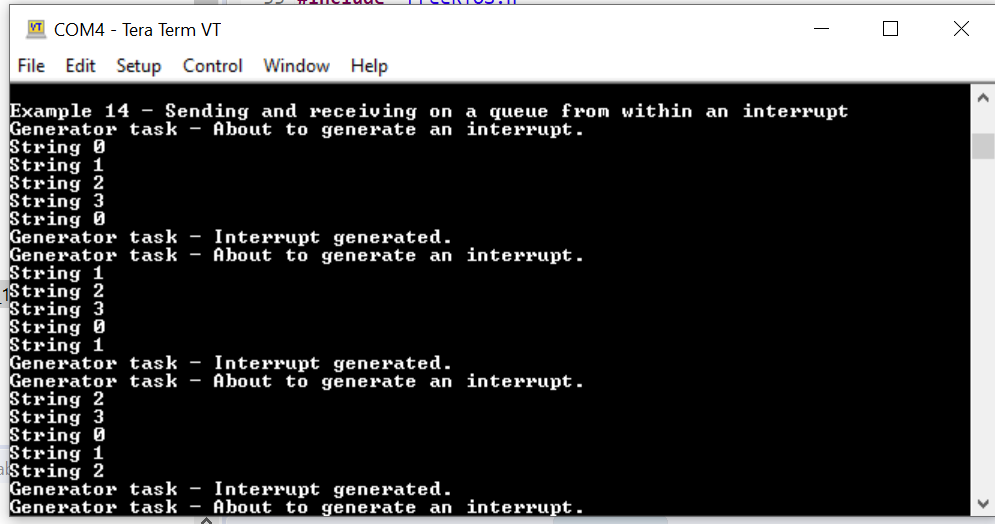 #include "FreeRTOS.h"
COM4 - Tera Term VT
File Edit Setup Control Window Help
Example 14 - Sending and receiving on a queue from within an interrupt
Generator task - About to generate an interrupt.
String 0
String 1
String 2
String 3
String 0
Generator task - Interrupt generated.
Generator task - About to generate an interrupt.
String 1
String 2
String 3
String 0
String 1
Generator task - Interrupt generated.
Generator task - About to generate an interrupt.
String 2
String 3
String 0
String 1
String 2
Generator task - Interrupt generated.
Generator task - About to generate an interrupt.